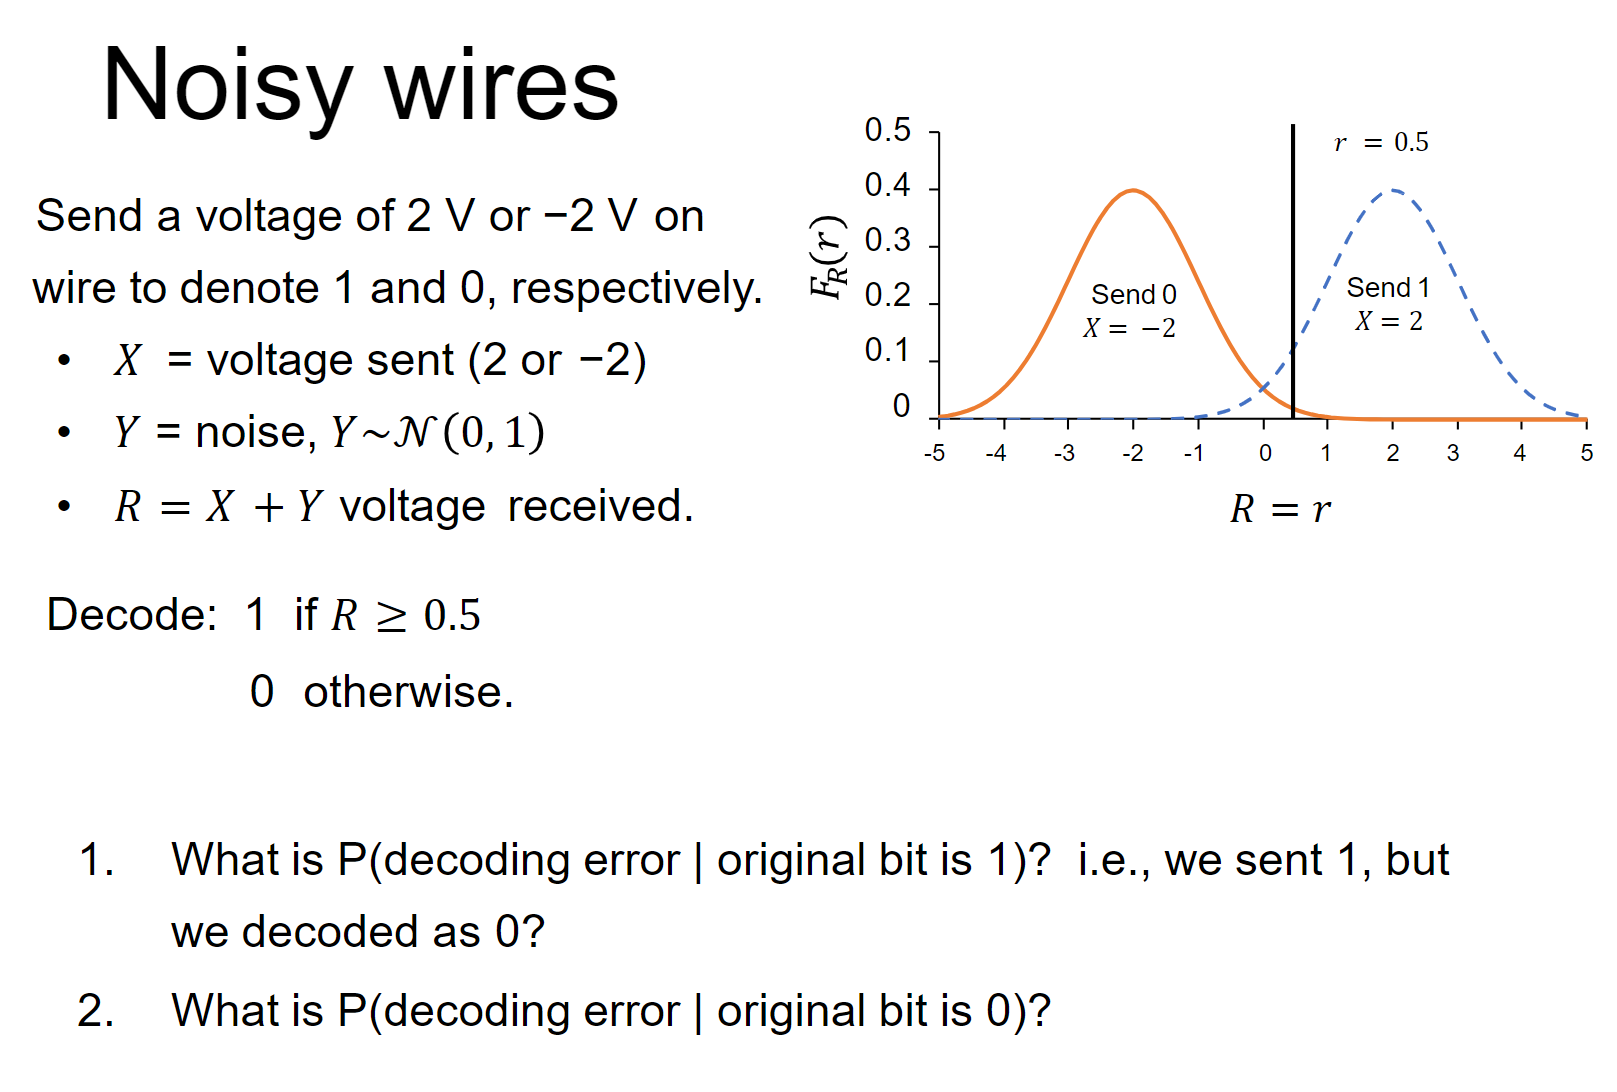 Noisy wires
Send a voltage of 2 V or −2 V on
wire to denote 1 and 0, respectively.
• X = voltage sent (2 or −2)
• Y = noise, Y~𝒩(0, 1)
• R = X + Y voltage received.
Decode: 1 if R ≥ 0.5
0 otherwise.
0.5
0.4
0.3
0.2
0.1
0
F_R(r)
r = 0.5
Send 0
X = −2
Send 1
X = 2
-5 -4 -3 -2 -1 0 1 2 3 4 5
R = r
1. What is P(decoding error | original bit is 1)? i.e., we sent 1, but
we decoded as 0?
2. What is P(decoding error | original bit is 0)?